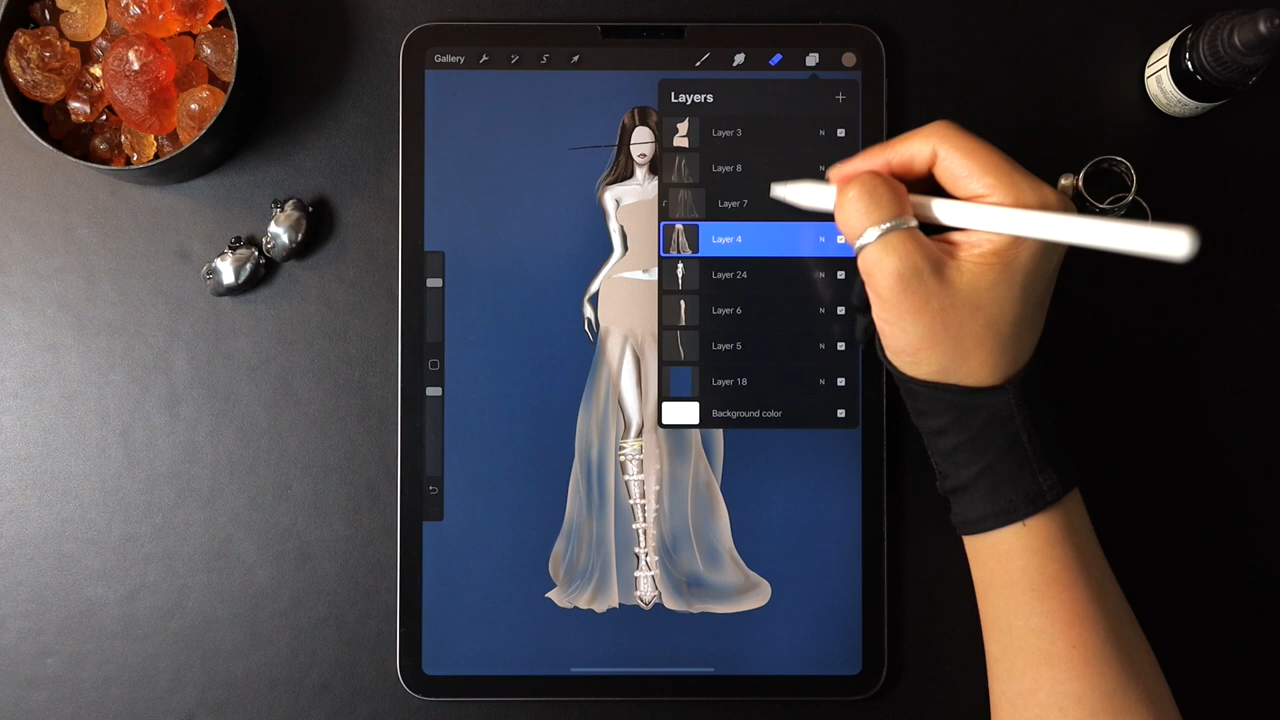 Gallery
Layers
Layer 3 N
Layer 8 N
Layer 7
Layer 4 N
Layer 24 N
Layer 6 N
Layer 5 N
Layer 18 N
Background color